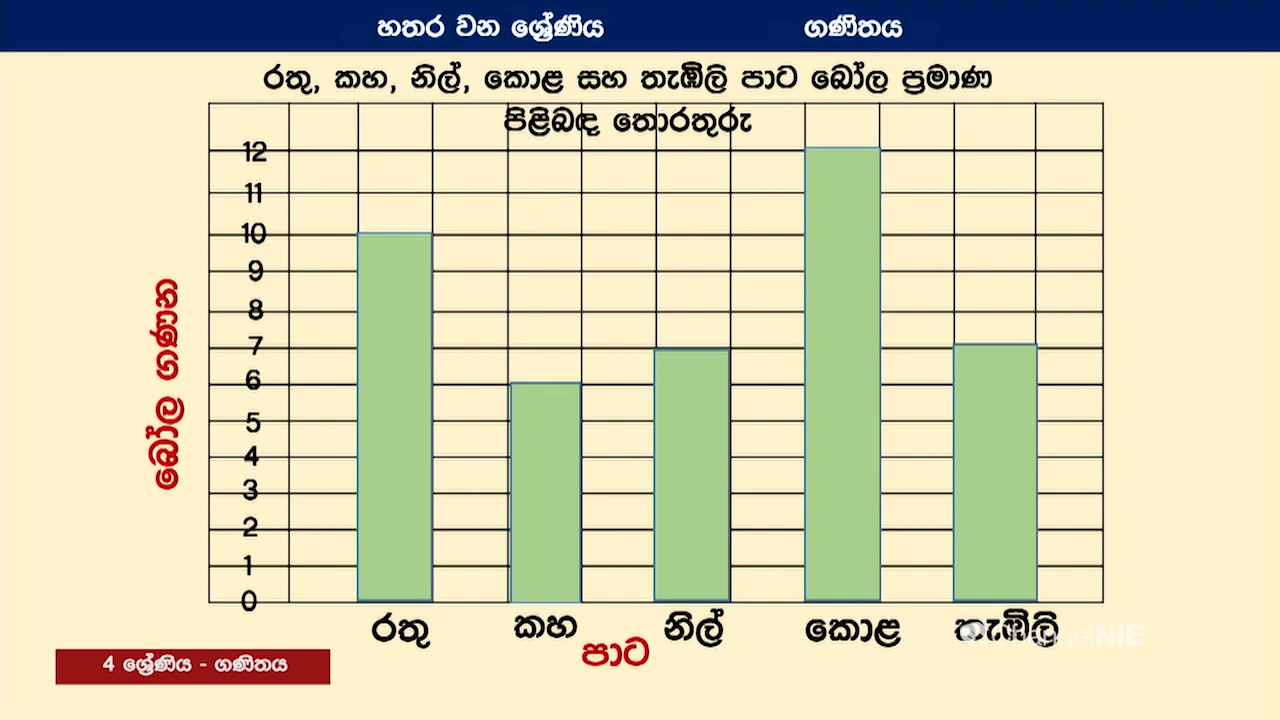 හතර වන ශ්‍රේණිය ගණිතය
රතු, කහ, නිල්, කොළ සහ තැඹිලි පාට බෝල ප්‍රමාණ
පිළිබඳ තොරතුරු
බෝල ගණන
12
11
10
9
8
7
6
5
4
3
2
1
0
රතු කහ නිල් කොළ තැඹිලි
පාට
ChannelNIE
4 ශ්‍රේණිය - ගණිතය